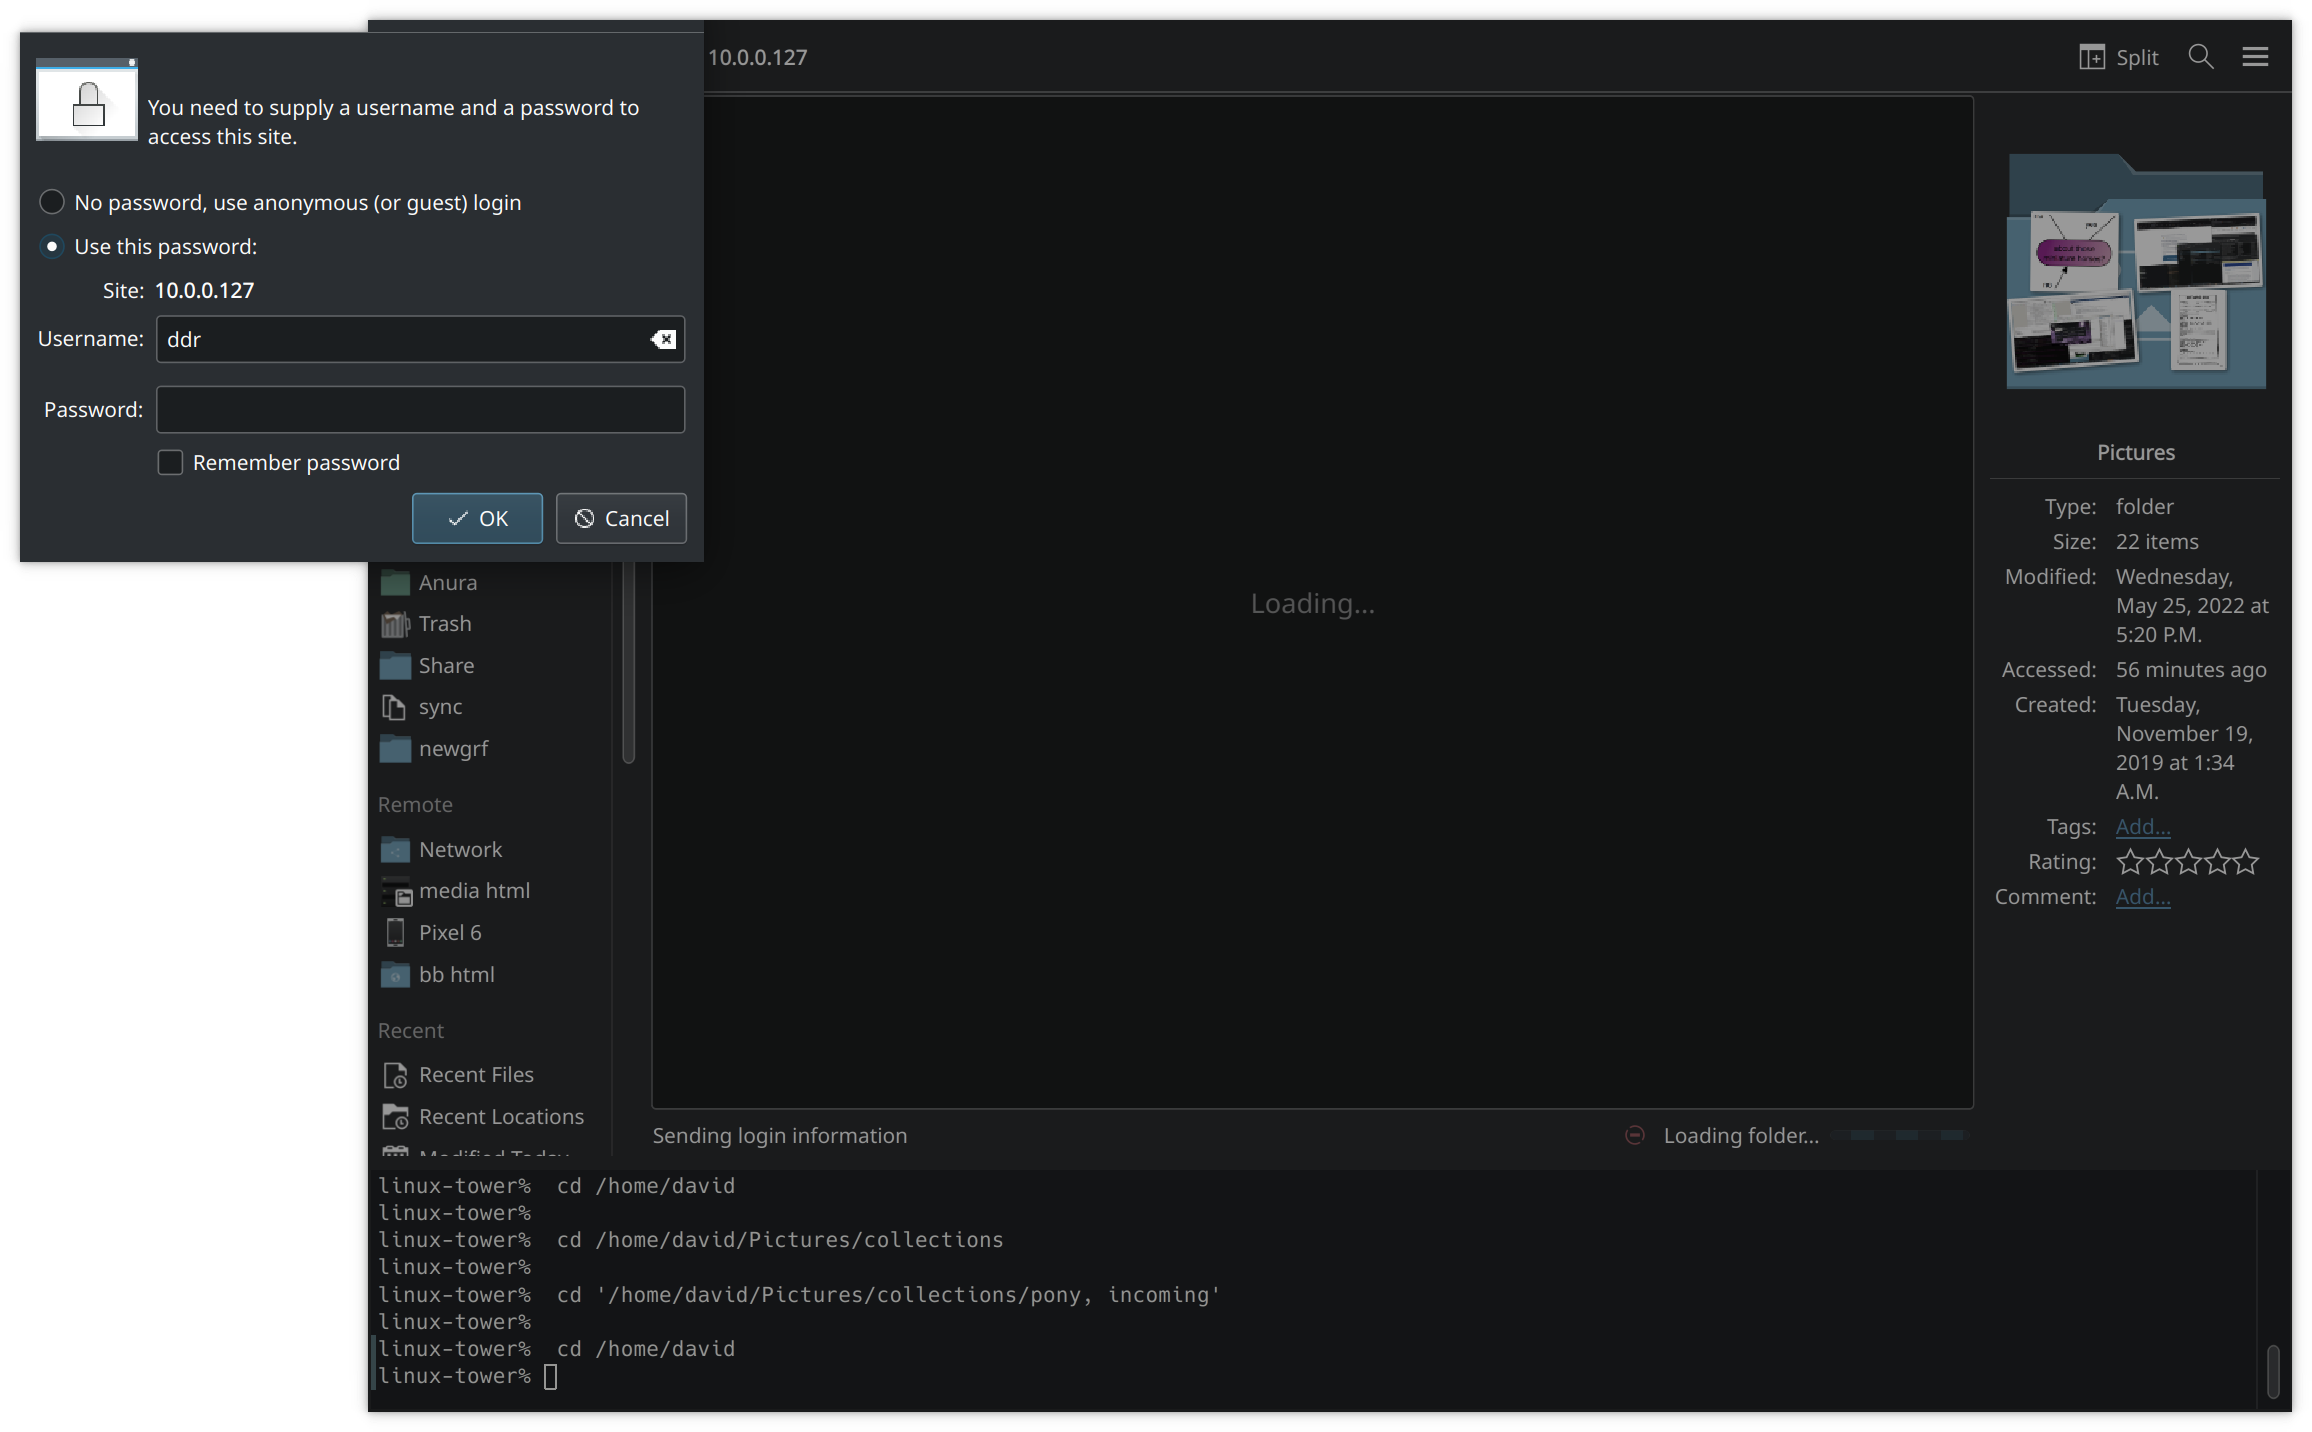 You need to supply a username and a password to
access this site.
No password, use anonymous (or guest) login
Use this password:
Site: 10.0.0.127
Username: ddr
Password:
Remember password
OK
Cancel
10.0.0.127
Split
Anura
Trash
Share
sync
newgrf
Remote
Network
media html
Pixel 6
bb html
Recent
Recent Files
Recent Locations
Modified Today
Loading...
Sending login information
Loading folder...
Pictures
Type: folder
Size: 22 items
Modified: Wednesday,
May 25, 2022 at
5:20 P.M.
Accessed: 56 minutes ago
Created: Tuesday,
November 19,
2019 at 1:34
A.M.
Tags: Add...
Rating:
Comment: Add...
linux-tower% cd /home/david
linux-tower%
linux-tower% cd /home/david/Pictures/collections
linux-tower%
linux-tower% cd '/home/david/Pictures/collections/pony, incoming'
linux-tower%
linux-tower% cd /home/david
linux-tower%